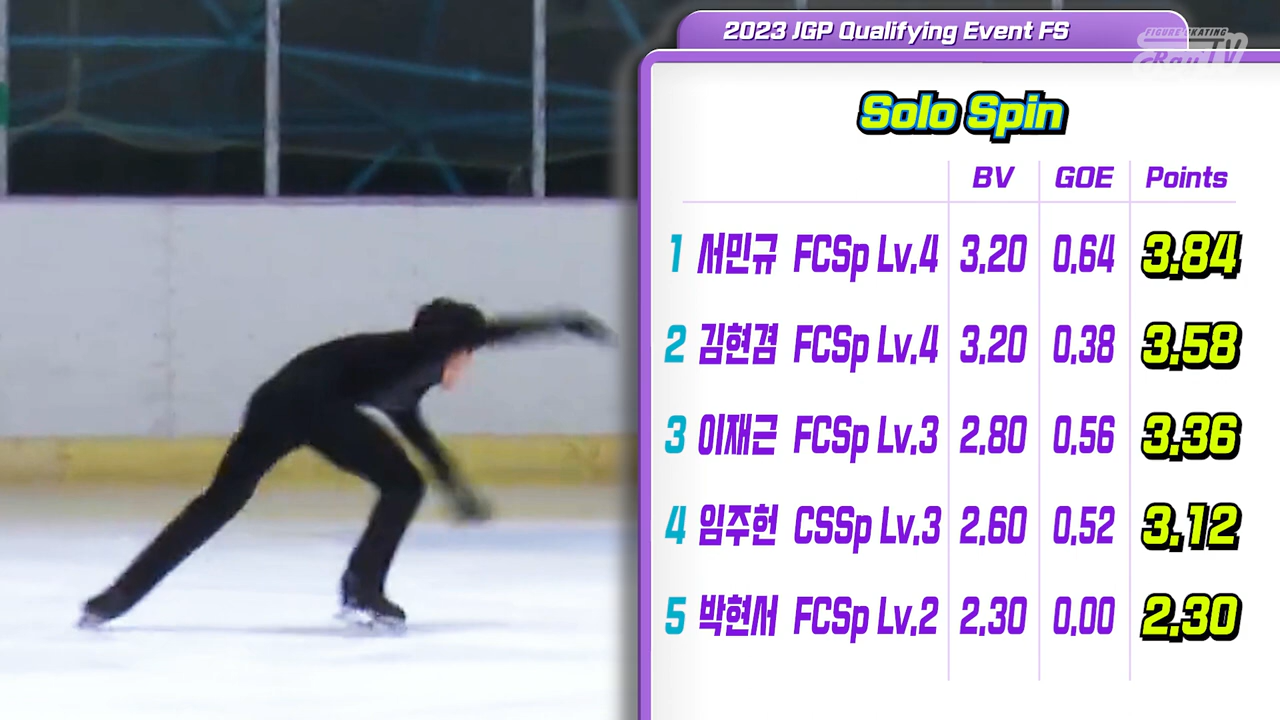 2023 JGP Qualifying Event FS
FIGURE SKATING
RayTV
Solo Spin
BV GOE Points
1 서민규 FCSp Lv.4 3.20 0.64 3.84
2 김현겸 FCSp Lv.4 3.20 0.38 3.58
3 이재근 FCSp Lv.3 2.80 0.56 3.36
4 임주헌 CSSp Lv.3 2.60 0.52 3.12
5 박현서 FCSp Lv.2 2.30 0.00 2.30